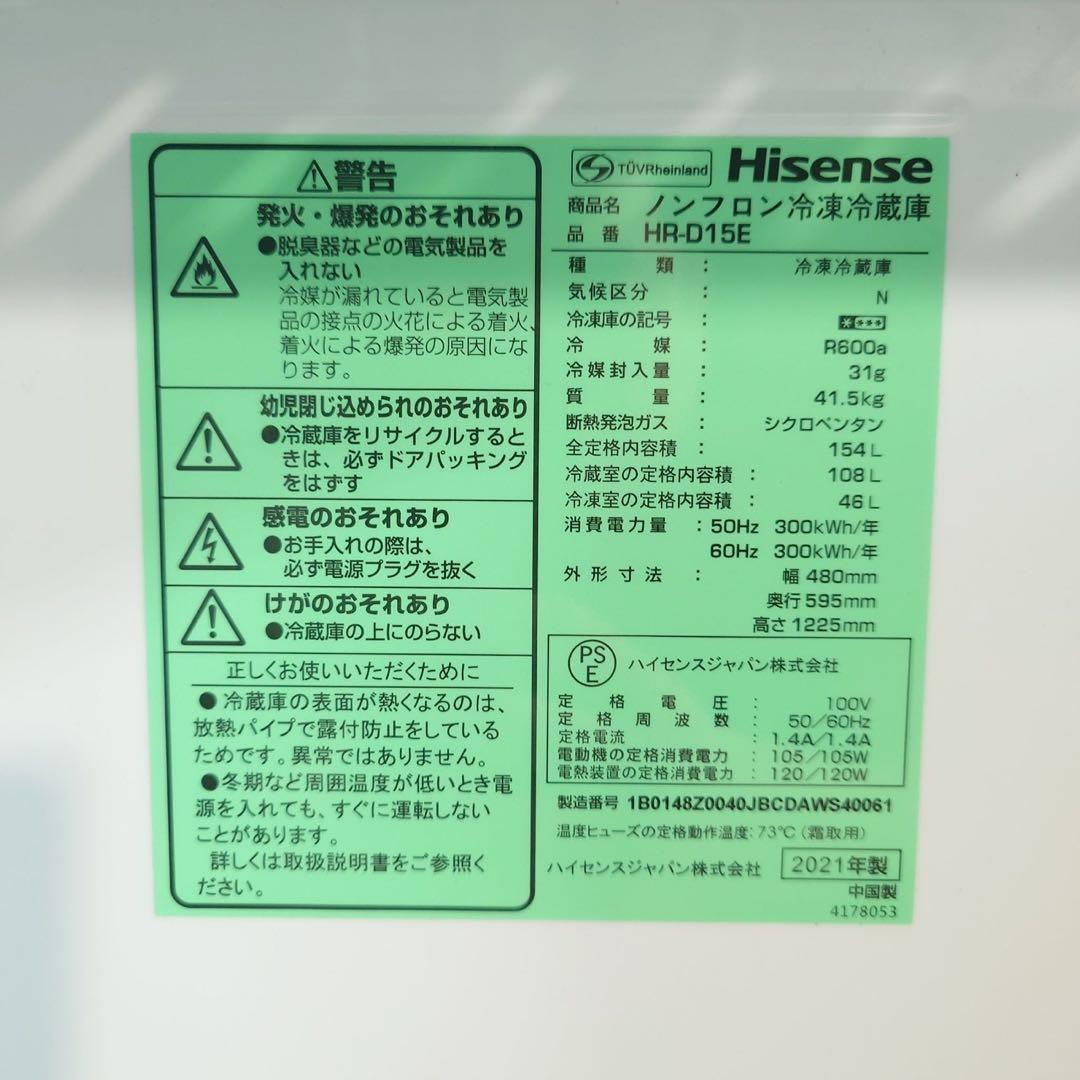 警告
発火・爆発のおそれあり
●脱臭器などの電気製品を
入れない
冷媒が漏れていると電気製
品の接点の火花による着火、
着火による爆発の原因にな
ります。
幼児閉じ込められのおそれあり
●冷蔵庫をリサイクルすると
きは、必ずドアパッキング
をはずす
感電のおそれあり
●お手入れの際は、
必ず電源プラグを抜く
けがのおそれあり
●冷蔵庫の上にのらない
正しくお使いいただくために
●冷蔵庫の表面が熱くなるのは、
放熱パイプで露付防止をしている
ためです。異常ではありません。
●冬期など周囲温度が低いとき電
源を入れても、すぐに運転しない
ことがあります。
詳しくは取扱説明書をご参照く
ださい。
TÜVRheinland Hisense
商品名 ノンフロン冷凍冷蔵庫
品番 HR-D15E
種類: 冷凍冷蔵庫
気候区分: N
冷凍庫の記号: ****
冷媒: R600a
冷媒封入量: 31g
質量: 41.5kg
断熱発泡ガス: シクロペンタン
全定格内容積: 154L
冷蔵室の定格内容積: 108L
冷凍室の定格内容積: 46L
消費電力量: 50Hz 300kWh/年
60Hz 300kWh/年
外形寸法: 幅480mm
奥行595mm
高さ1225mm
PSE ハイセンスジャパン株式会社
定格電圧: 100V
定格周波数: 50/60Hz
定格電流: 1.4A/1.4A
電動機の定格消費電力: 105/105W
電熱装置の定格消費電力: 120/120W
製造番号 1B0148Z0040JBCDAWS40061
温度ヒューズの定格動作温度:73℃(霜取用)
ハイセンスジャパン株式会社 2021年製
中国製
4178053